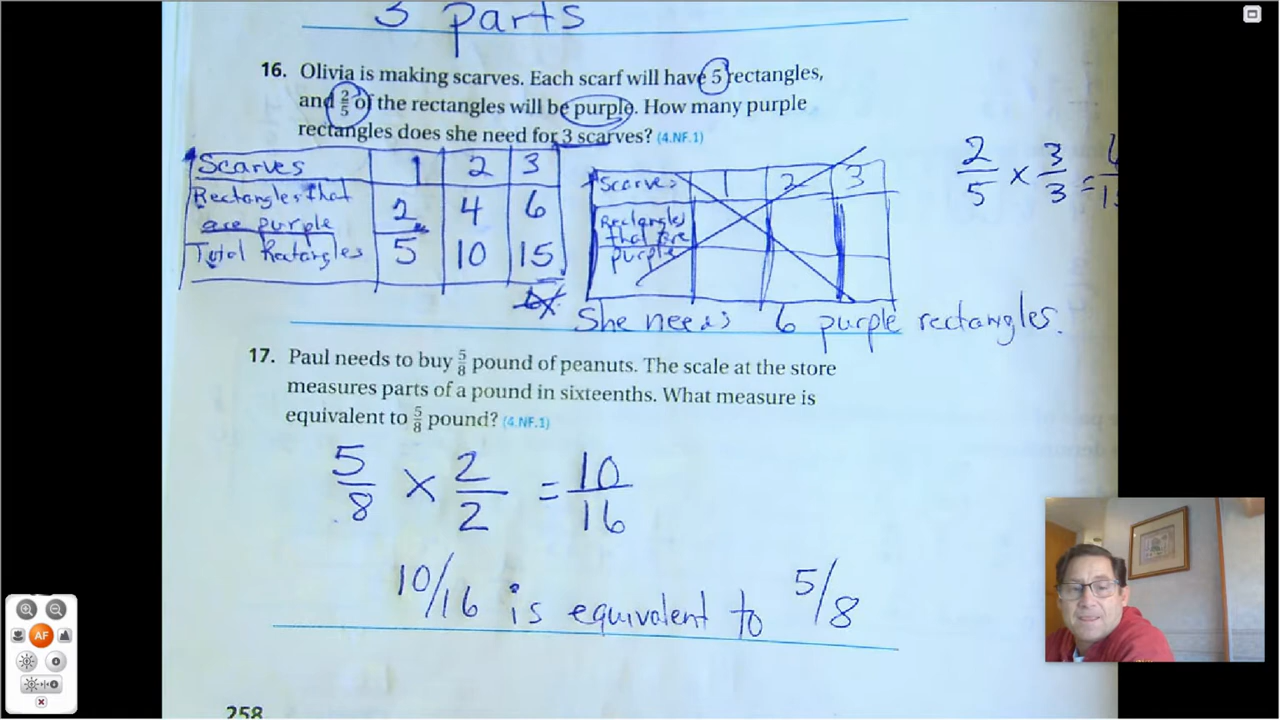 3 parts
16. Olivia is making scarves. Each scarf will have 5 rectangles,
and 2/5 of the rectangles will be purple. How many purple
rectangles does she need for 3 scarves? (4.NF.1)
Scarves 1 2 3
Rectangles that
are purple 2 4 6
Total Rectangles 5 10 15
Scarves 1 2 3
Rectangles
that are
purple
2/5 × 3/3 =
She needs 6 purple rectangles.
17. Paul needs to buy 5/8 pound of peanuts. The scale at the store
measures parts of a pound in sixteenths. What measure is
equivalent to 5/8 pound? (4.NF.1)
5/8 × 2/2 = 10/16
10/16 is equivalent to 5/8
258
AF